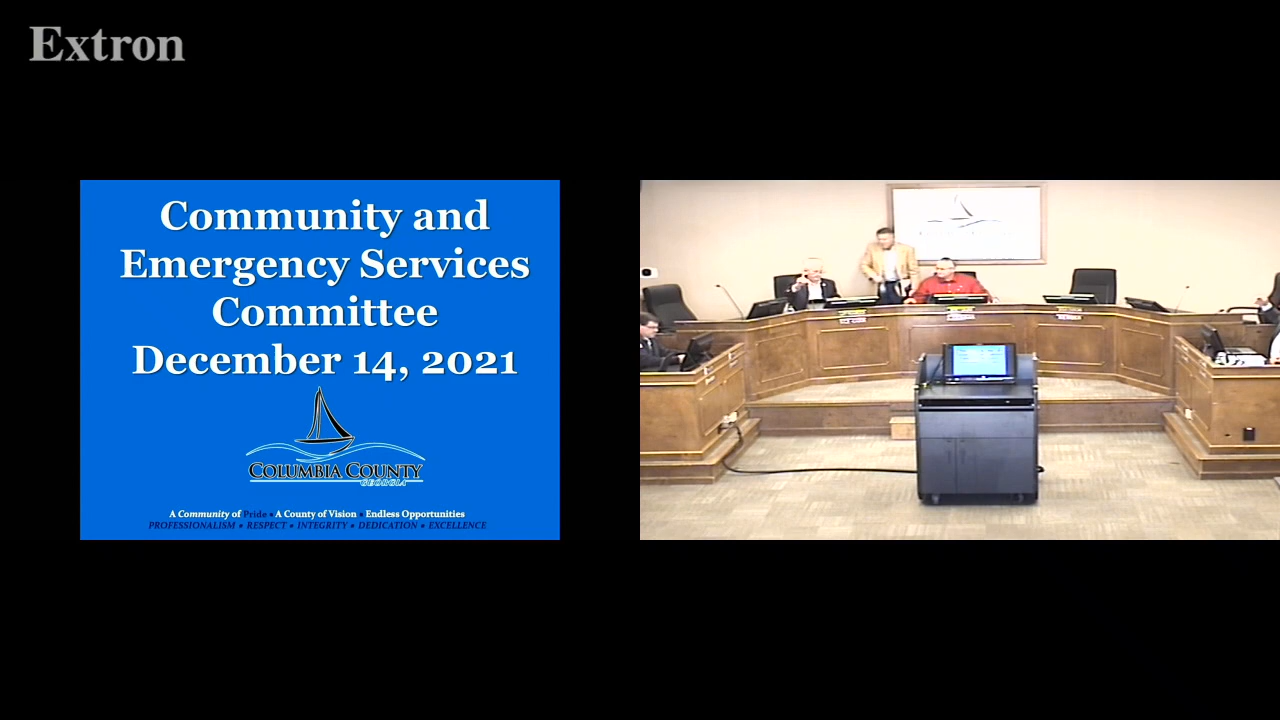 Extron
Community and
Emergency Services
Committee
December 14, 2021
COLUMBIA COUNTY
GEORGIA
A Community of Pride • A County of Vision • Endless Opportunities
PROFESSIONALISM • RESPECT • INTEGRITY • DEDICATION • EXCELLENCE